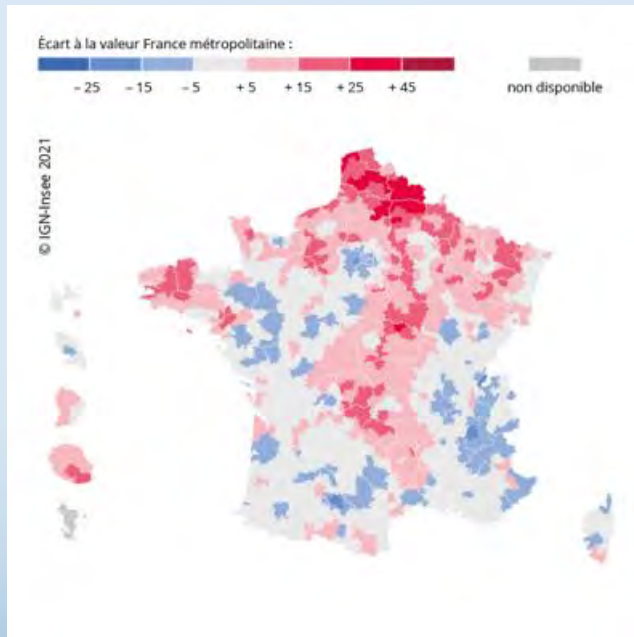 Écart à la valeur France métropolitaine :
– 25 – 15 – 5 + 5 + 15 + 25 + 45
non disponible
© IGN-Insee 2021